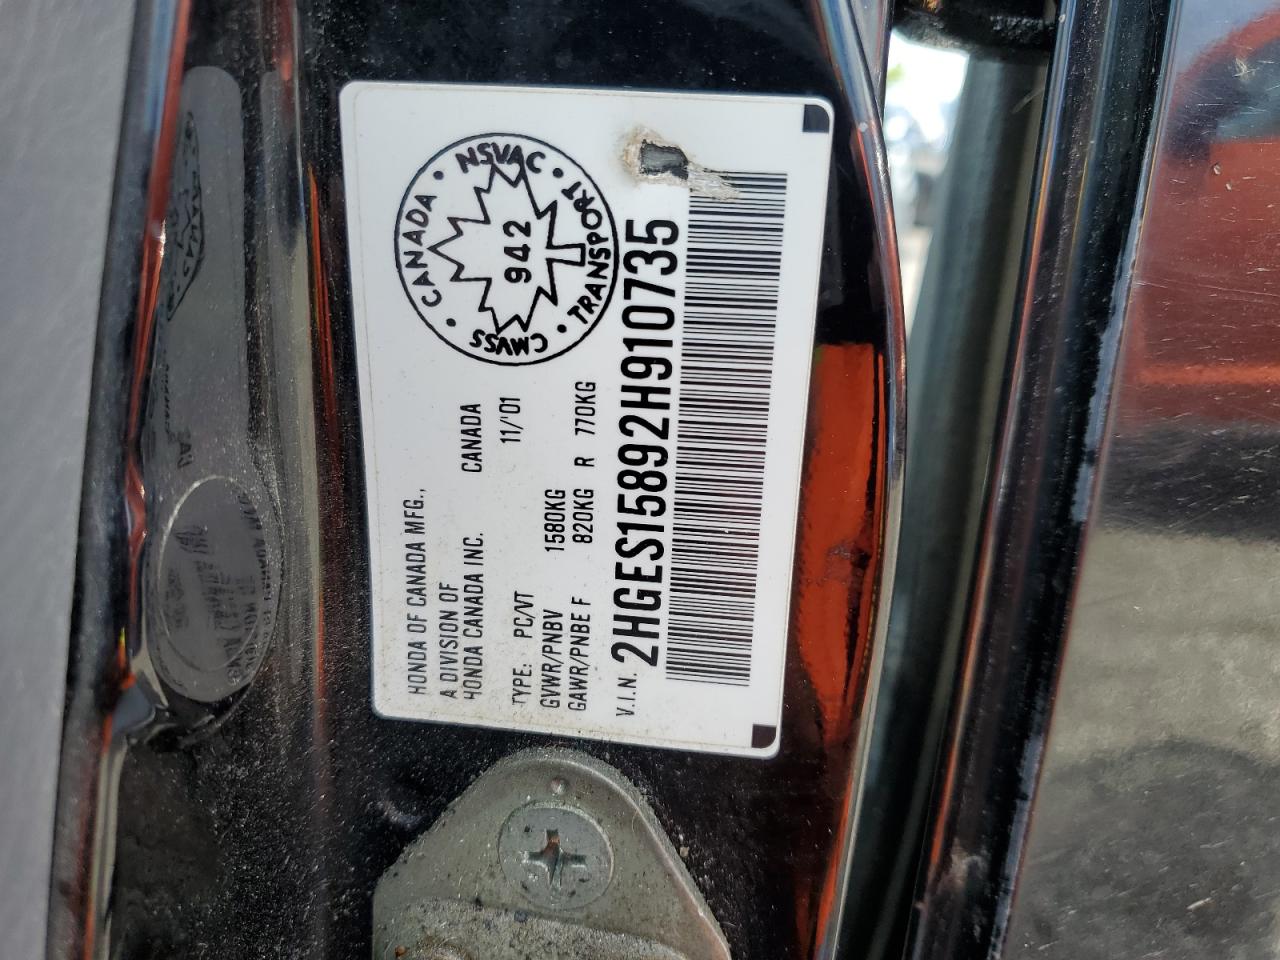 HONDA OF CANADA MFG.,
A DIVISION OF
HONDA CANADA INC. CANADA
TYPE: PC/VT 11/'01
GVWR/PNBV 1580KG
GAWR/PNBE F 820KG R 770KG
V.I.N. 2HGES15892H910735
CANADA • NSVAC • TRANSPORT • CMVSS •
942